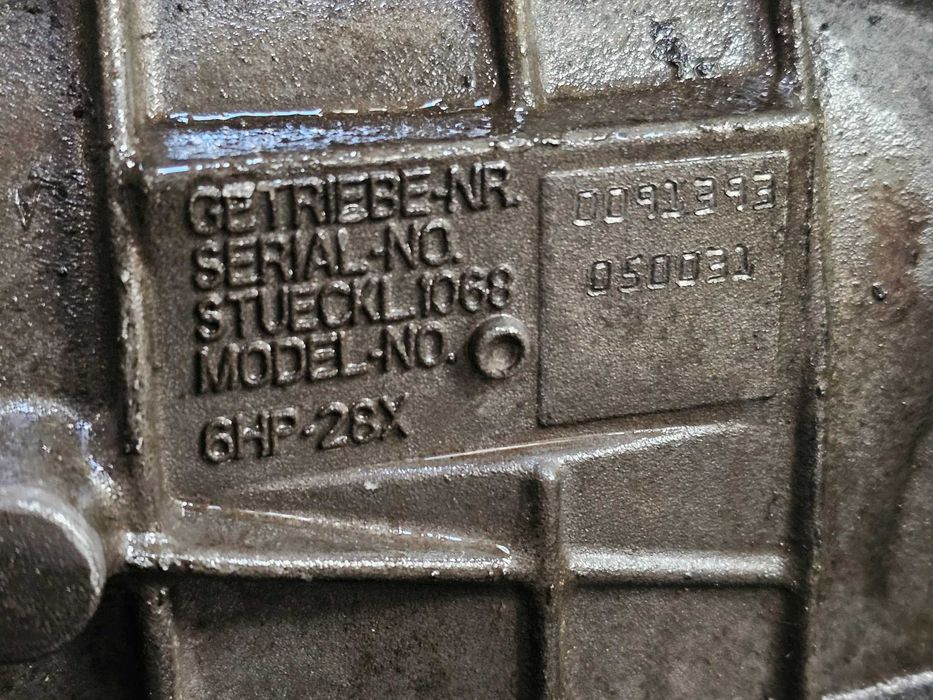 GETRIEBE-NR. 0091393
SERIAL-NO.
STUECKL.1068 050031
MODEL-NO.
6HP-28X